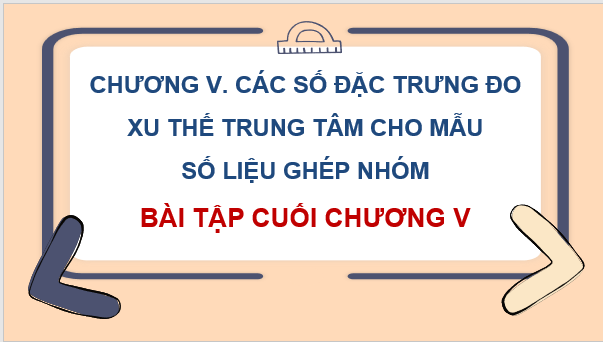 CHƯƠNG V. CÁC SỐ ĐẶC TRƯNG ĐO
XU THẾ TRUNG TÂM CHO MẪU
SỐ LIỆU GHÉP NHÓM
BÀI TẬP CUỐI CHƯƠNG V